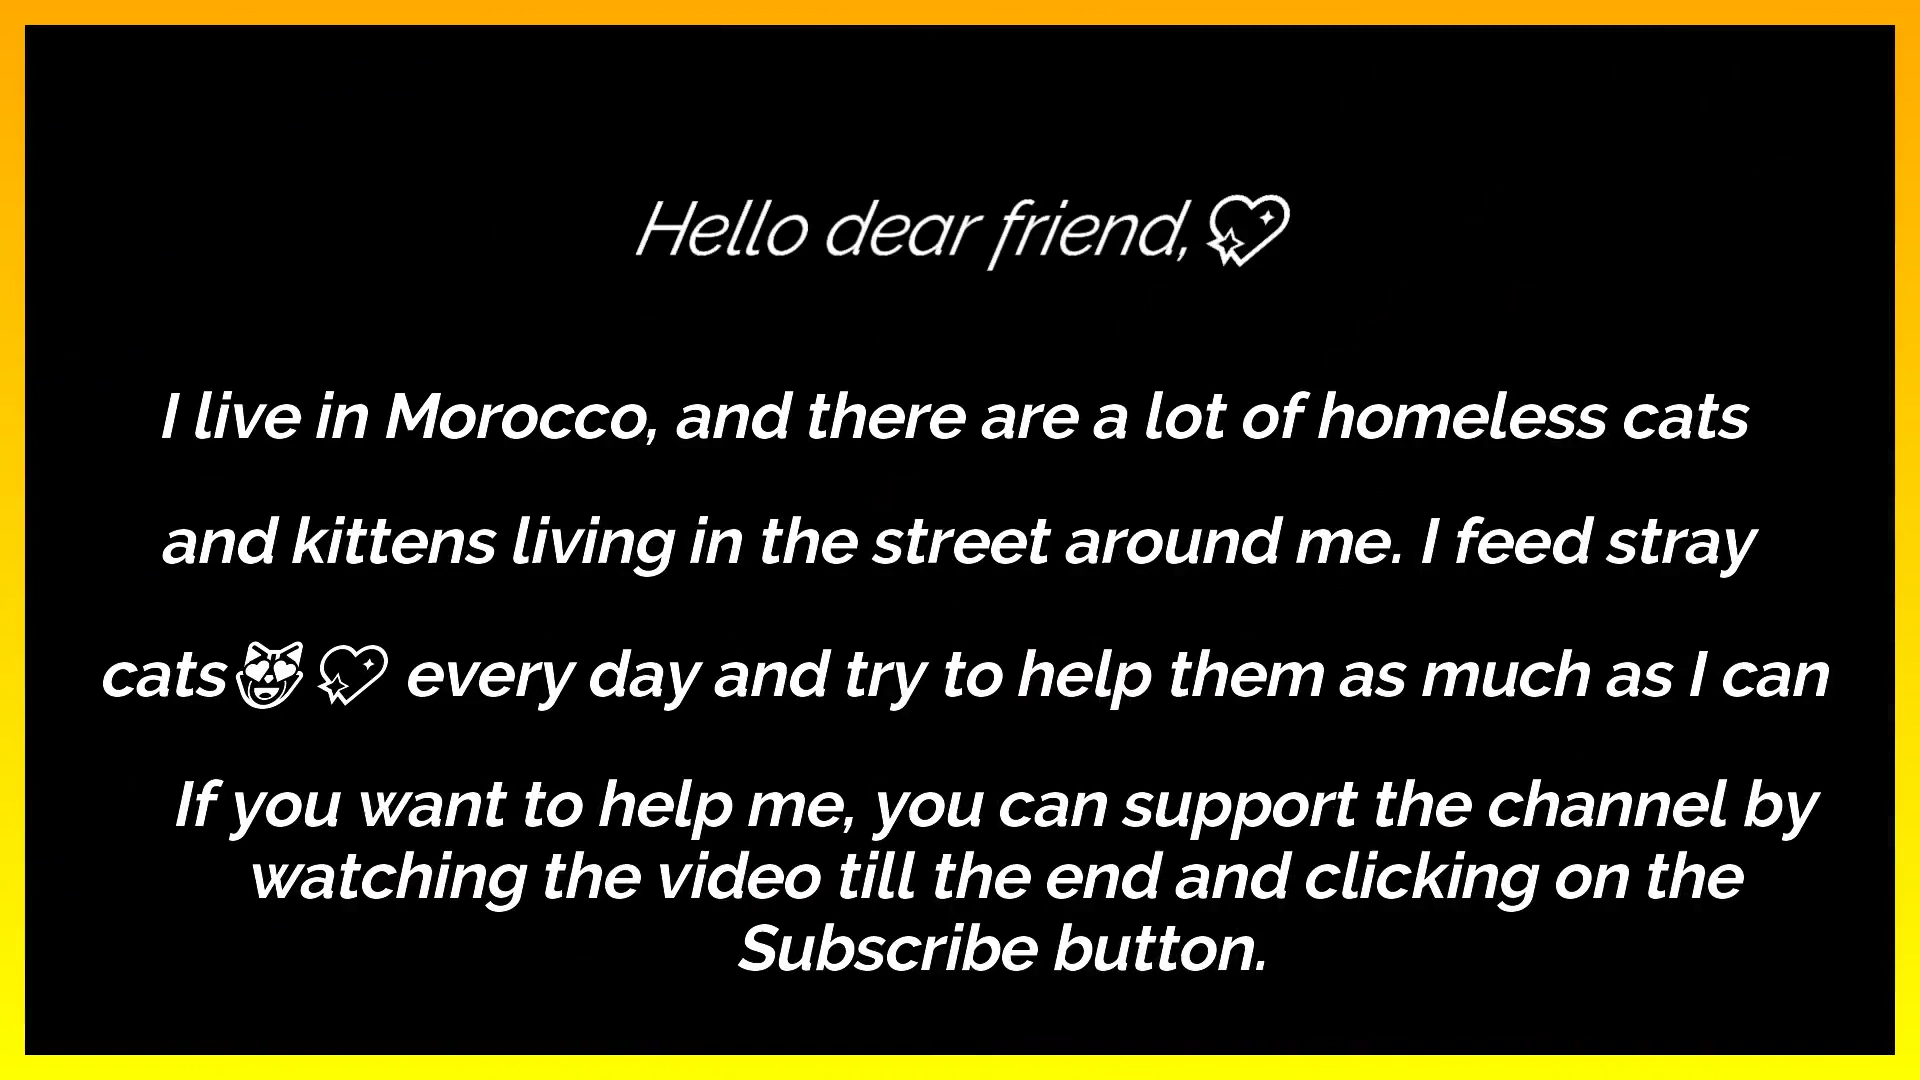 Hello dear friend,💖
I live in Morocco, and there are a lot of homeless cats
and kittens living in the street around me. I feed stray
cats😻💖 every day and try to help them as much as I can
If you want to help me, you can support the channel by
watching the video till the end and clicking on the
Subscribe button.